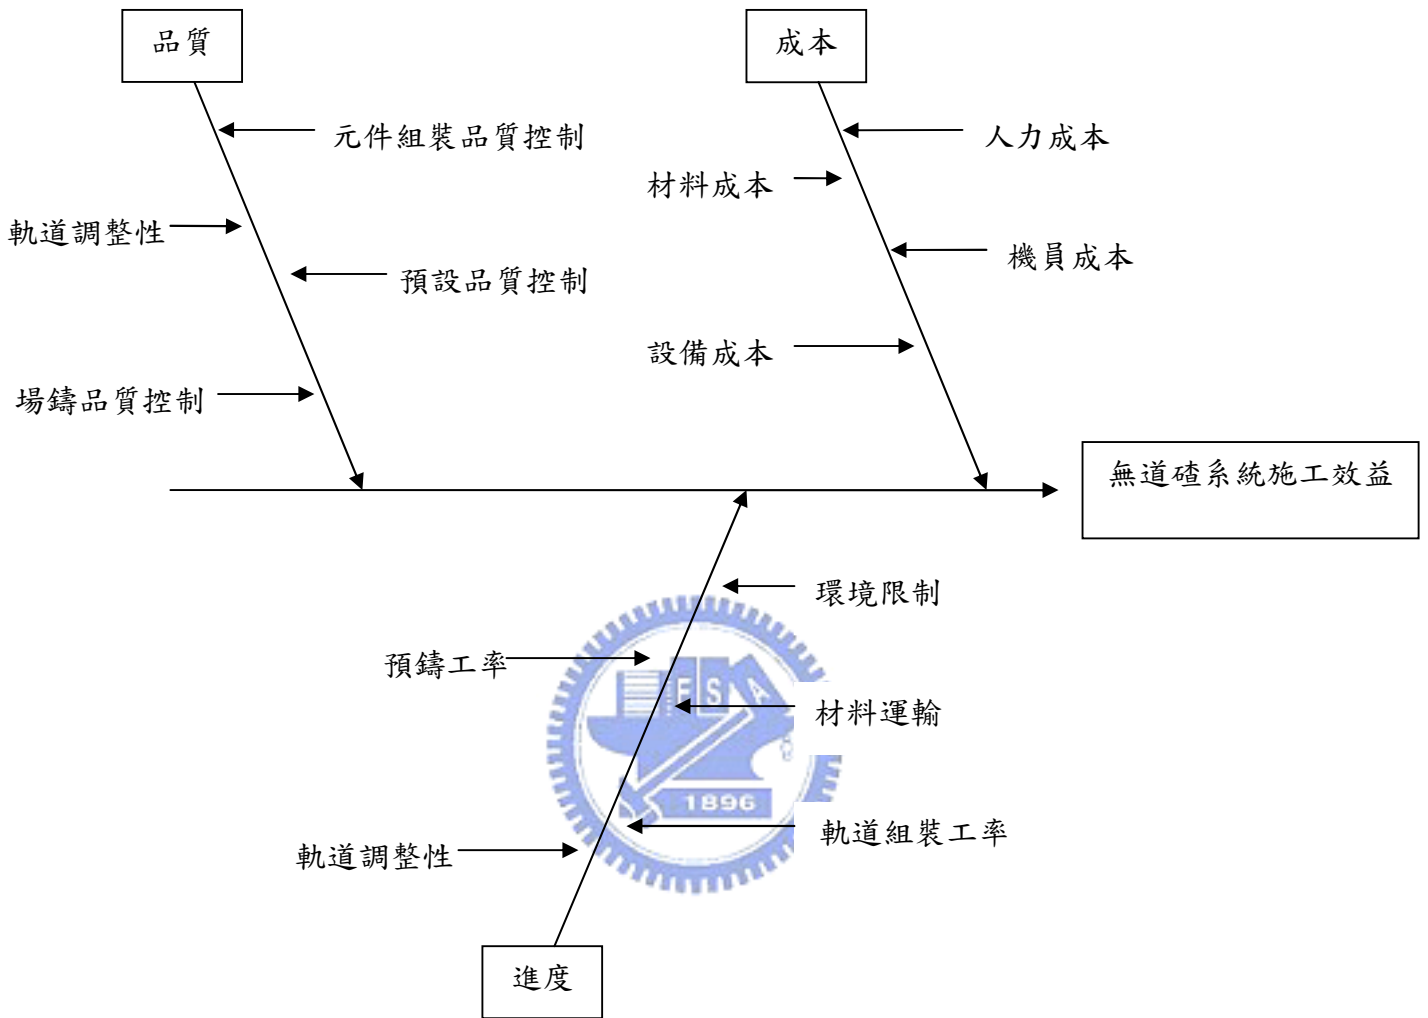 品質
成本
元件組裝品質控制
人力成本
材料成本
軌道調整性
機員成本
預設品質控制
設備成本
場鑄品質控制
無道碴系統施工效益
環境限制
預鑄工率
ESA
材料運輸
1896
軌道組裝工率
軌道調整性
進度